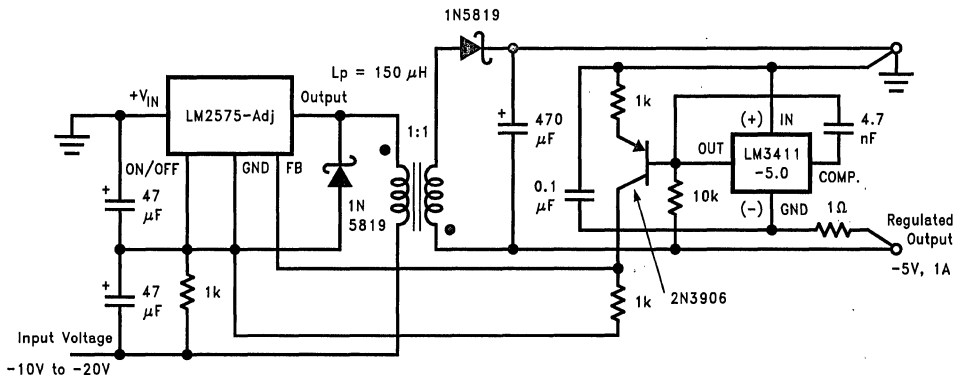 1N5819
Lp = 150 μH
+VIN
LM2575-Adj
Output
1:1
1k
(+)
IN
4.7
nF
470
μF
OUT
LM3411
-5.0
COMP.
ON/OFF
GND
FB
47
μF
1N
5819
0.1
μF
10k
(-)
GND
1Ω
Regulated
Output
-5V, 1A
47
μF
1k
1k
2N3906
Input Voltage
-10V to -20V